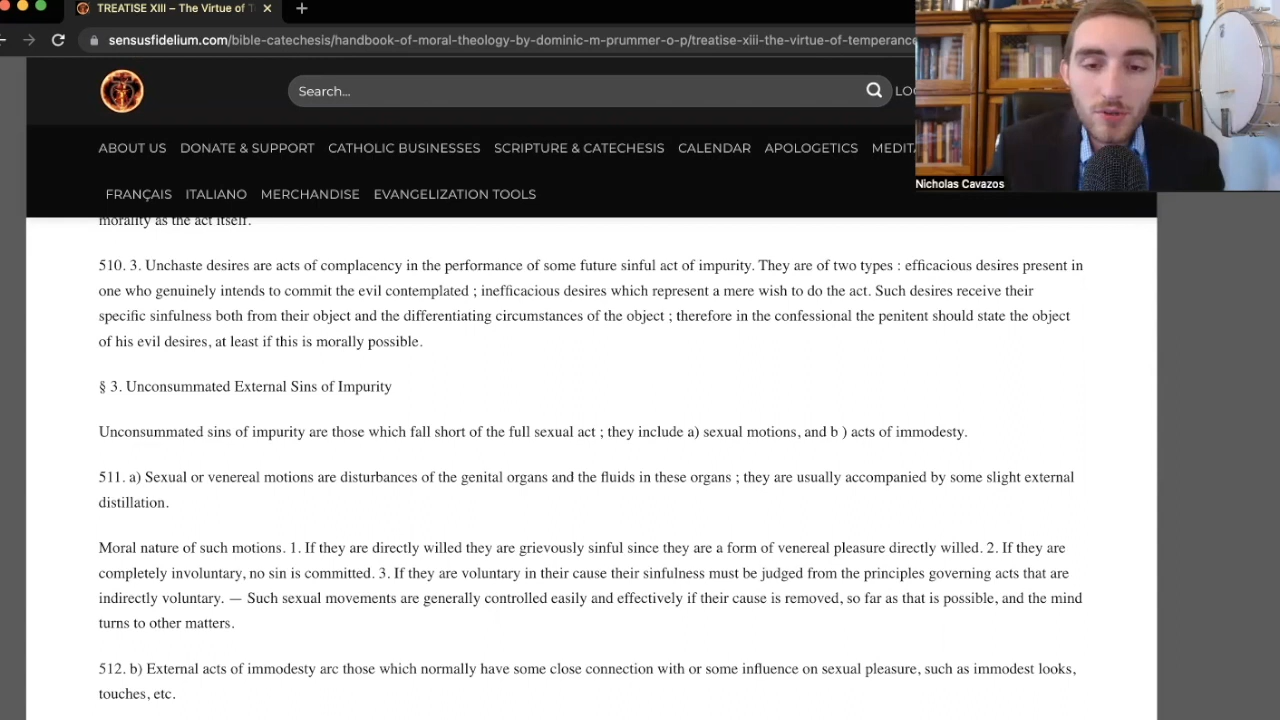 TREATISE XIII – The Virtue of T
sensusfidelium.com/bible-catechesis/handbook-of-moral-theology-by-dominic-m-prummer-o-p/treatise-xiii-the-virtue-of-temperance
Search...
LO
ABOUT US DONATE & SUPPORT CATHOLIC BUSINESSES SCRIPTURE & CATECHESIS CALENDAR APOLOGETICS MEDIT
FRANÇAIS ITALIANO MERCHANDISE EVANGELIZATION TOOLS
Nicholas Cavazos
morality as the act itself.
510. 3. Unchaste desires are acts of complacency in the performance of some future sinful act of impurity. They are of two types : efficacious desires present in
one who genuinely intends to commit the evil contemplated ; inefficacious desires which represent a mere wish to do the act. Such desires receive their
specific sinfulness both from their object and the differentiating circumstances of the object ; therefore in the confessional the penitent should state the object
of his evil desires, at least if this is morally possible.
§ 3. Unconsummated External Sins of Impurity
Unconsummated sins of impurity are those which fall short of the full sexual act ; they include a) sexual motions, and b ) acts of immodesty.
511. a) Sexual or venereal motions are disturbances of the genital organs and the fluids in these organs ; they are usually accompanied by some slight external
distillation.
Moral nature of such motions. 1. If they are directly willed they are grievously sinful since they are a form of venereal pleasure directly willed. 2. If they are
completely involuntary, no sin is committed. 3. If they are voluntary in their cause their sinfulness must be judged from the principles governing acts that are
indirectly voluntary. — Such sexual movements are generally controlled easily and effectively if their cause is removed, so far as that is possible, and the mind
turns to other matters.
512. b) External acts of immodesty arc those which normally have some close connection with or some influence on sexual pleasure, such as immodest looks,
touches, etc.